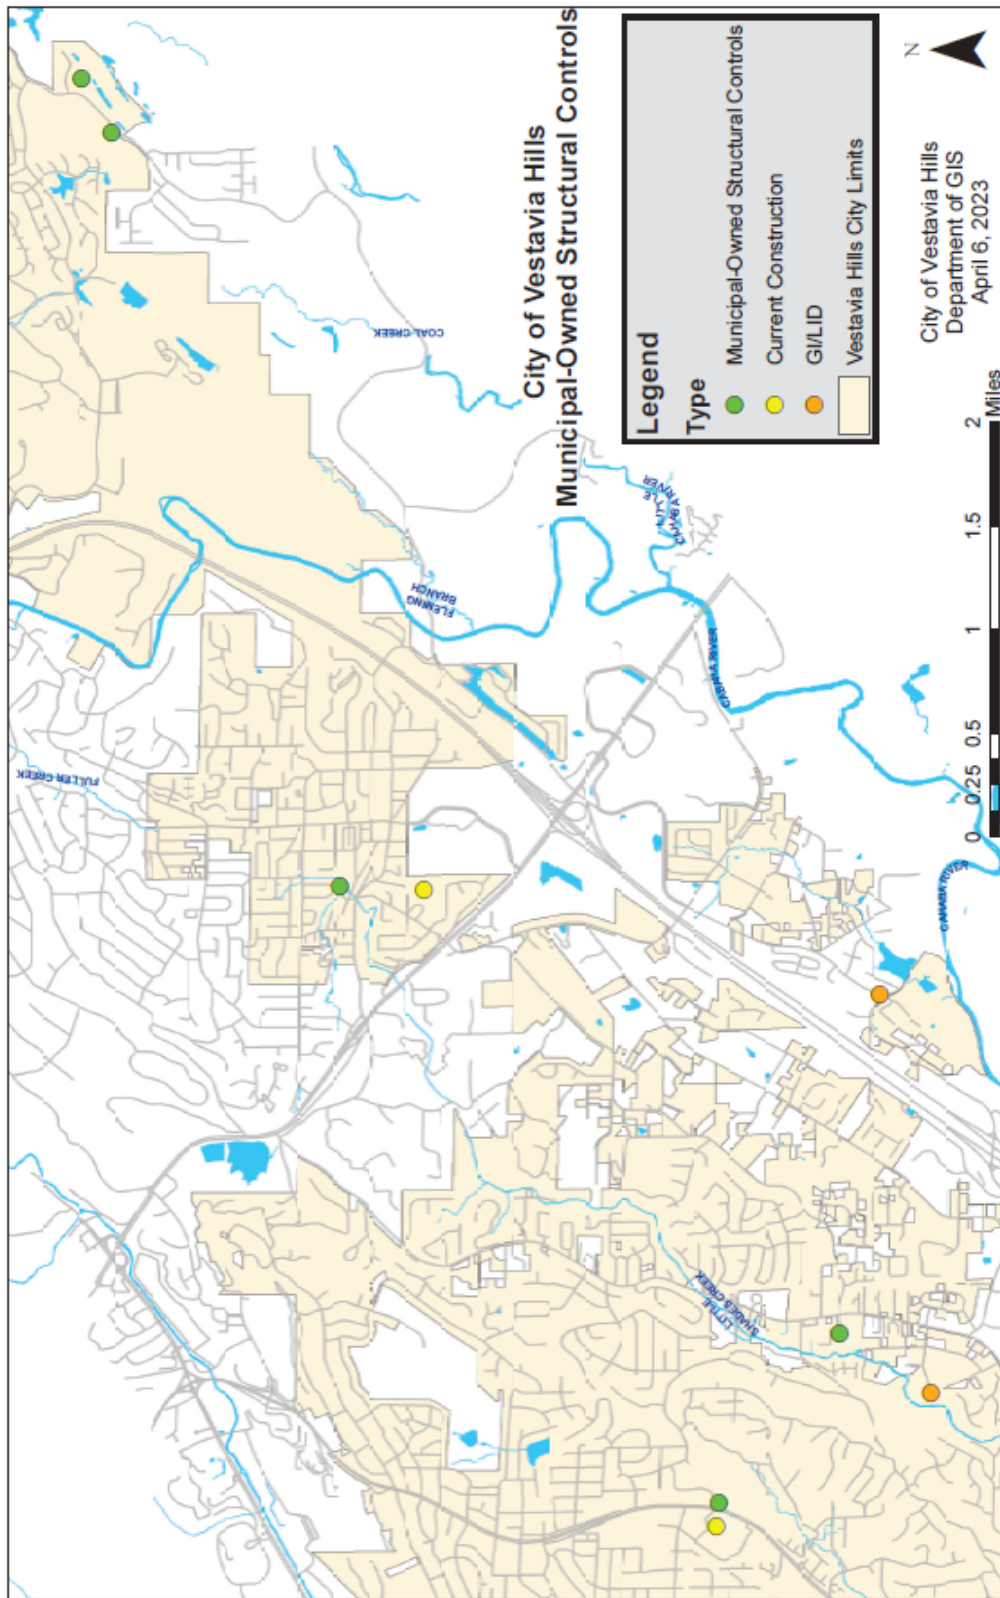 City of Vestavia Hills
Municipal-Owned Structural Controls
Legend
Type
Municipal-Owned Structural Controls
Current Construction
GI/LID
Vestavia Hills City Limits
N
City of Vestavia Hills
Department of GIS
April 6, 2023
0 0.25 0.5 1 1.5 2
Miles
COAL CREEK
FLEMING
BRANCH
LITTLE
CAHABA RIVER
CAHABA RIVER
CAHABA RIVER
FULLER CREEK
LITTLE
SHADES CREEK